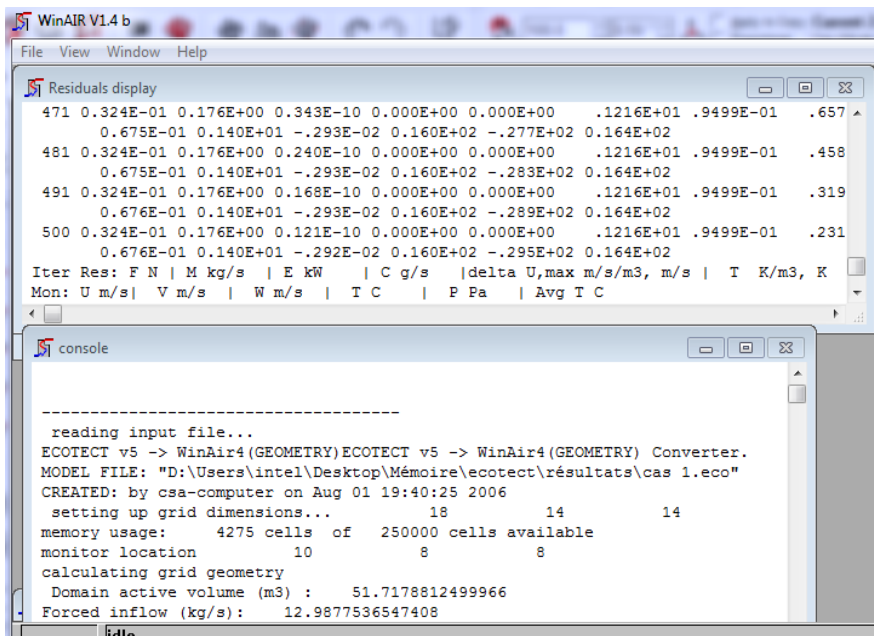 WinAIR V1.4 b
File View Window Help
Residuals display
471 0.324E-01 0.176E+00 0.343E-10 0.000E+00 0.000E+00 .1216E+01 .9499E-01 .657
0.675E-01 0.140E+01 -.293E-02 0.160E+02 -.277E+02 0.164E+02
481 0.324E-01 0.176E+00 0.240E-10 0.000E+00 0.000E+00 .1216E+01 .9499E-01 .458
0.675E-01 0.140E+01 -.293E-02 0.160E+02 -.283E+02 0.164E+02
491 0.324E-01 0.176E+00 0.168E-10 0.000E+00 0.000E+00 .1216E+01 .9499E-01 .319
0.676E-01 0.140E+01 -.293E-02 0.160E+02 -.289E+02 0.164E+02
500 0.324E-01 0.176E+00 0.121E-10 0.000E+00 0.000E+00 .1216E+01 .9499E-01 .231
0.676E-01 0.140E+01 -.292E-02 0.160E+02 -.295E+02 0.164E+02
Iter Res: F N | M kg/s | E kW | C g/s |delta U,max m/s/m3, m/s | T K/m3, K
Mon: U m/s| V m/s | W m/s | T C | P Pa | Avg T C
console
-------------------------------------
reading input file...
ECOTECT v5 -> WinAir4(GEOMETRY)ECOTECT v5 -> WinAir4(GEOMETRY) Converter.
MODEL FILE: "D:\Users\intel\Desktop\Mémoire\ecotect\résultats\cas 1.eco"
CREATED: by csa-computer on Aug 01 19:40:25 2006
setting up grid dimensions... 18 14 14
memory usage: 4275 cells of 250000 cells available
monitor location 10 8 8
calculating grid geometry
Domain active volume (m3) : 51.7178812499966
Forced inflow (kg/s): 12.9877536547408
idle